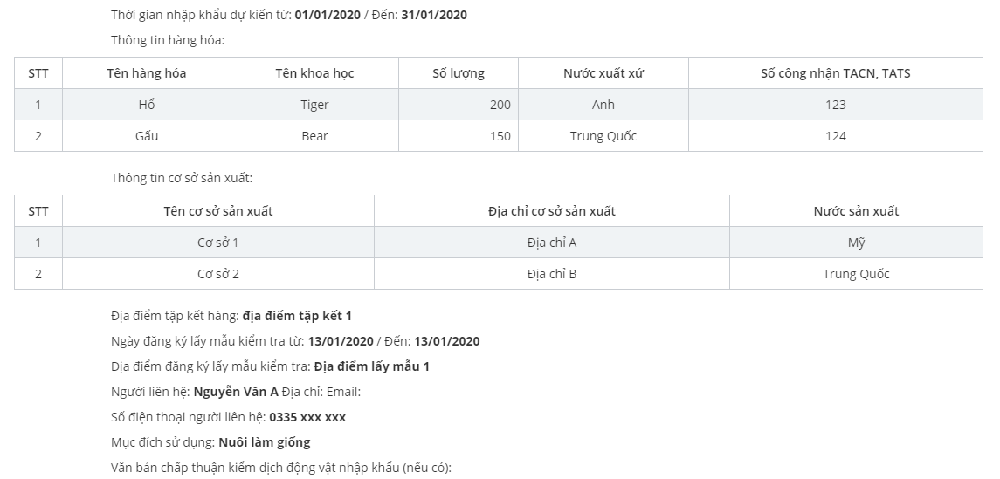 Thời gian nhập khẩu dự kiến từ: 01/01/2020 / Đến: 31/01/2020
Thông tin hàng hóa:
STT Tên hàng hóa Tên khoa học Số lượng Nước xuất xứ Số công nhận TACN, TATS
1 Hổ Tiger 200 Anh 123
2 Gấu Bear 150 Trung Quốc 124
Thông tin cơ sở sản xuất:
STT Tên cơ sở sản xuất Địa chỉ cơ sở sản xuất Nước sản xuất
1 Cơ sở 1 Địa chỉ A Mỹ
2 Cơ sở 2 Địa chỉ B Trung Quốc
Địa điểm tập kết hàng: địa điểm tập kết 1
Ngày đăng ký lấy mẫu kiểm tra từ: 13/01/2020 / Đến: 13/01/2020
Địa điểm đăng ký lấy mẫu kiểm tra: Địa điểm lấy mẫu 1
Người liên hệ: Nguyễn Văn A Địa chỉ: Email:
Số điện thoại người liên hệ: 0335 xxx xxx
Mục đích sử dụng: Nuôi làm giống
Văn bản chấp thuận kiểm dịch động vật nhập khẩu (nếu có):